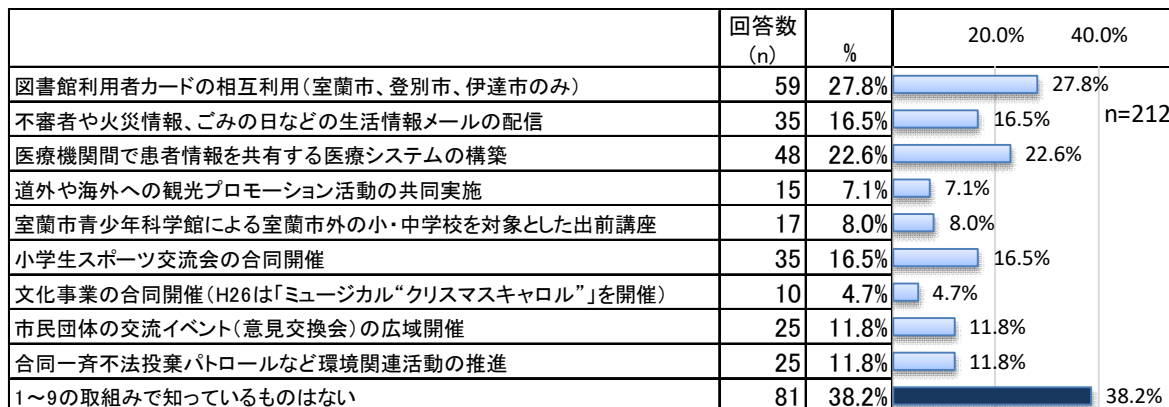 回答数
(n) % 20.0% 40.0%
図書館利用者カードの相互利用(室蘭市、登別市、伊達市のみ) 59 27.8% 27.8%
不審者や火災情報、ごみの日などの生活情報メールの配信 35 16.5% 16.5% n=212
医療機関間で患者情報を共有する医療システムの構築 48 22.6% 22.6%
道外や海外への観光プロモーション活動の共同実施 15 7.1% 7.1%
室蘭市青少年科学館による室蘭市外の小・中学校を対象とした出前講座 17 8.0% 8.0%
小学生スポーツ交流会の合同開催 35 16.5% 16.5%
文化事業の合同開催(H26は「ミュージカル“クリスマスキャロル”」を開催) 10 4.7% 4.7%
市民団体の交流イベント(意見交換会)の広域開催 25 11.8% 11.8%
合同一斉不法投棄パトロールなど環境関連活動の推進 25 11.8% 11.8%
1~9の取組みで知っているものはない 81 38.2% 38.2%